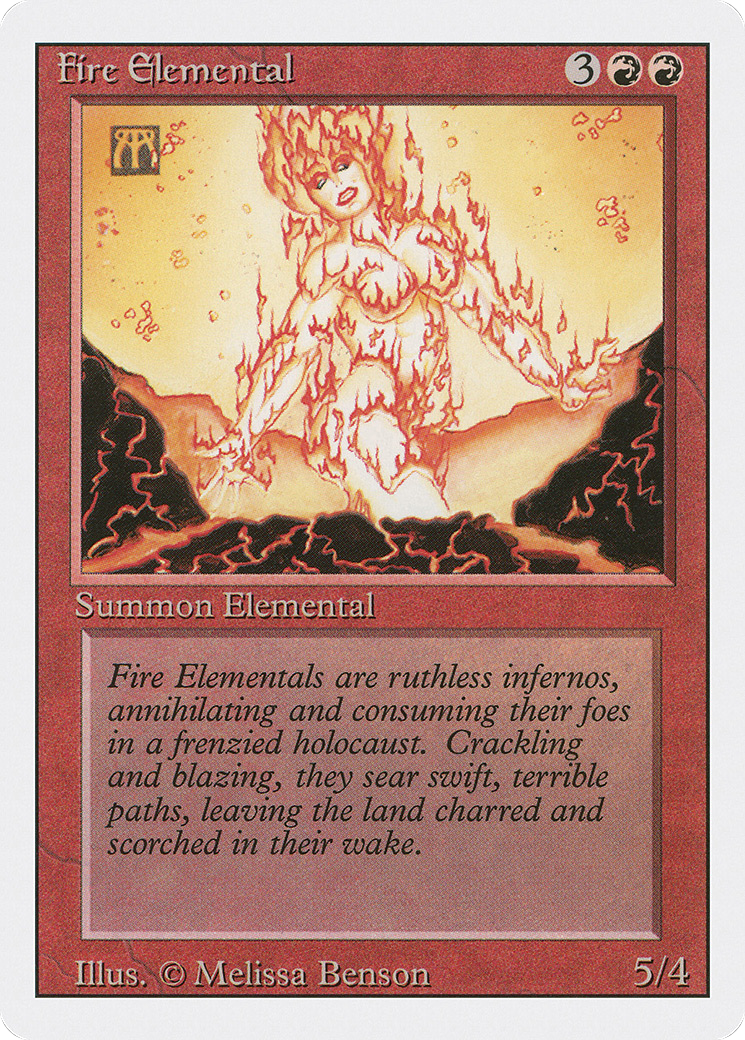 Fire Elemental 3
Summon Elemental
Fire Elementals are ruthless infernos,
annihilating and consuming their foes
in a frenzied holocaust. Crackling
and blazing, they sear swift, terrible
paths, leaving the land charred and
scorched in their wake.
Illus. © Melissa Benson 5/4